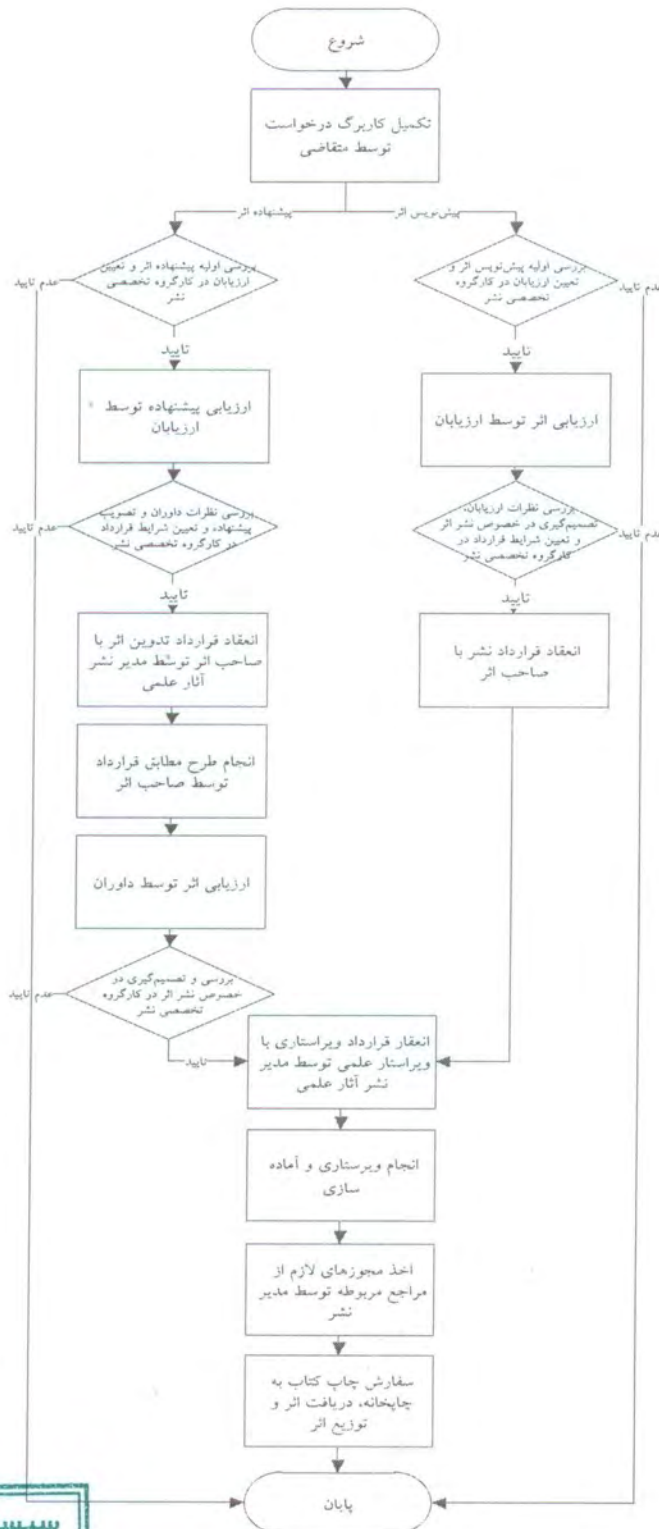 شروع
تکمیل کاربرگ درخواست
توسط متقاضی
پیش‌نویس اثر
پیشنهاده اثر
بررسی اولیه پیش‌نویس اثر و
تعیین ارزیابان در کارگروه
تخصصی نشر
عدم تایید
بررسی اولیه پیشنهاده اثر و تعیین
ارزیابان در کارگروه تخصصی
نشر
عدم تایید
تایید
تایید
ارزیابی اثر توسط ارزیابان
ارزیابی پیشنهاده توسط
ارزیابان
بررسی نظرات ارزیابان،
تصمیم‌گیری در خصوص نشر اثر
و تعیین شرایط قرارداد در
کارگروه تخصصی نشر
عدم تایید
بررسی نظرات داوران و تصویب
پیشنهاده و تعیین شرایط قرارداد
در کارگروه تخصصی نشر
عدم تایید
تایید
تایید
انعقاد قرارداد نشر با
صاحب اثر
انعقاد قرارداد تدوین اثر با
صاحب اثر توسط مدیر نشر
آثار علمی
انجام طرح مطابق قرارداد
توسط صاحب اثر
ارزیابی اثر توسط داوران
بررسی و تصمیم‌گیری در
خصوص نشر اثر در کارگروه
تخصصی نشر
عدم تایید
تایید
انعقار قرارداد ویراستاری با
ویراستار علمی توسط مدیر
نشر آثار علمی
انجام ویرستاری و آماده
سازی
اخذ مجوزهای لازم از
مراجع مربوطه توسط مدیر
نشر
سفارش چاپ کتاب به
چاپخانه، دریافت اثر و
توزیع اثر
پایان